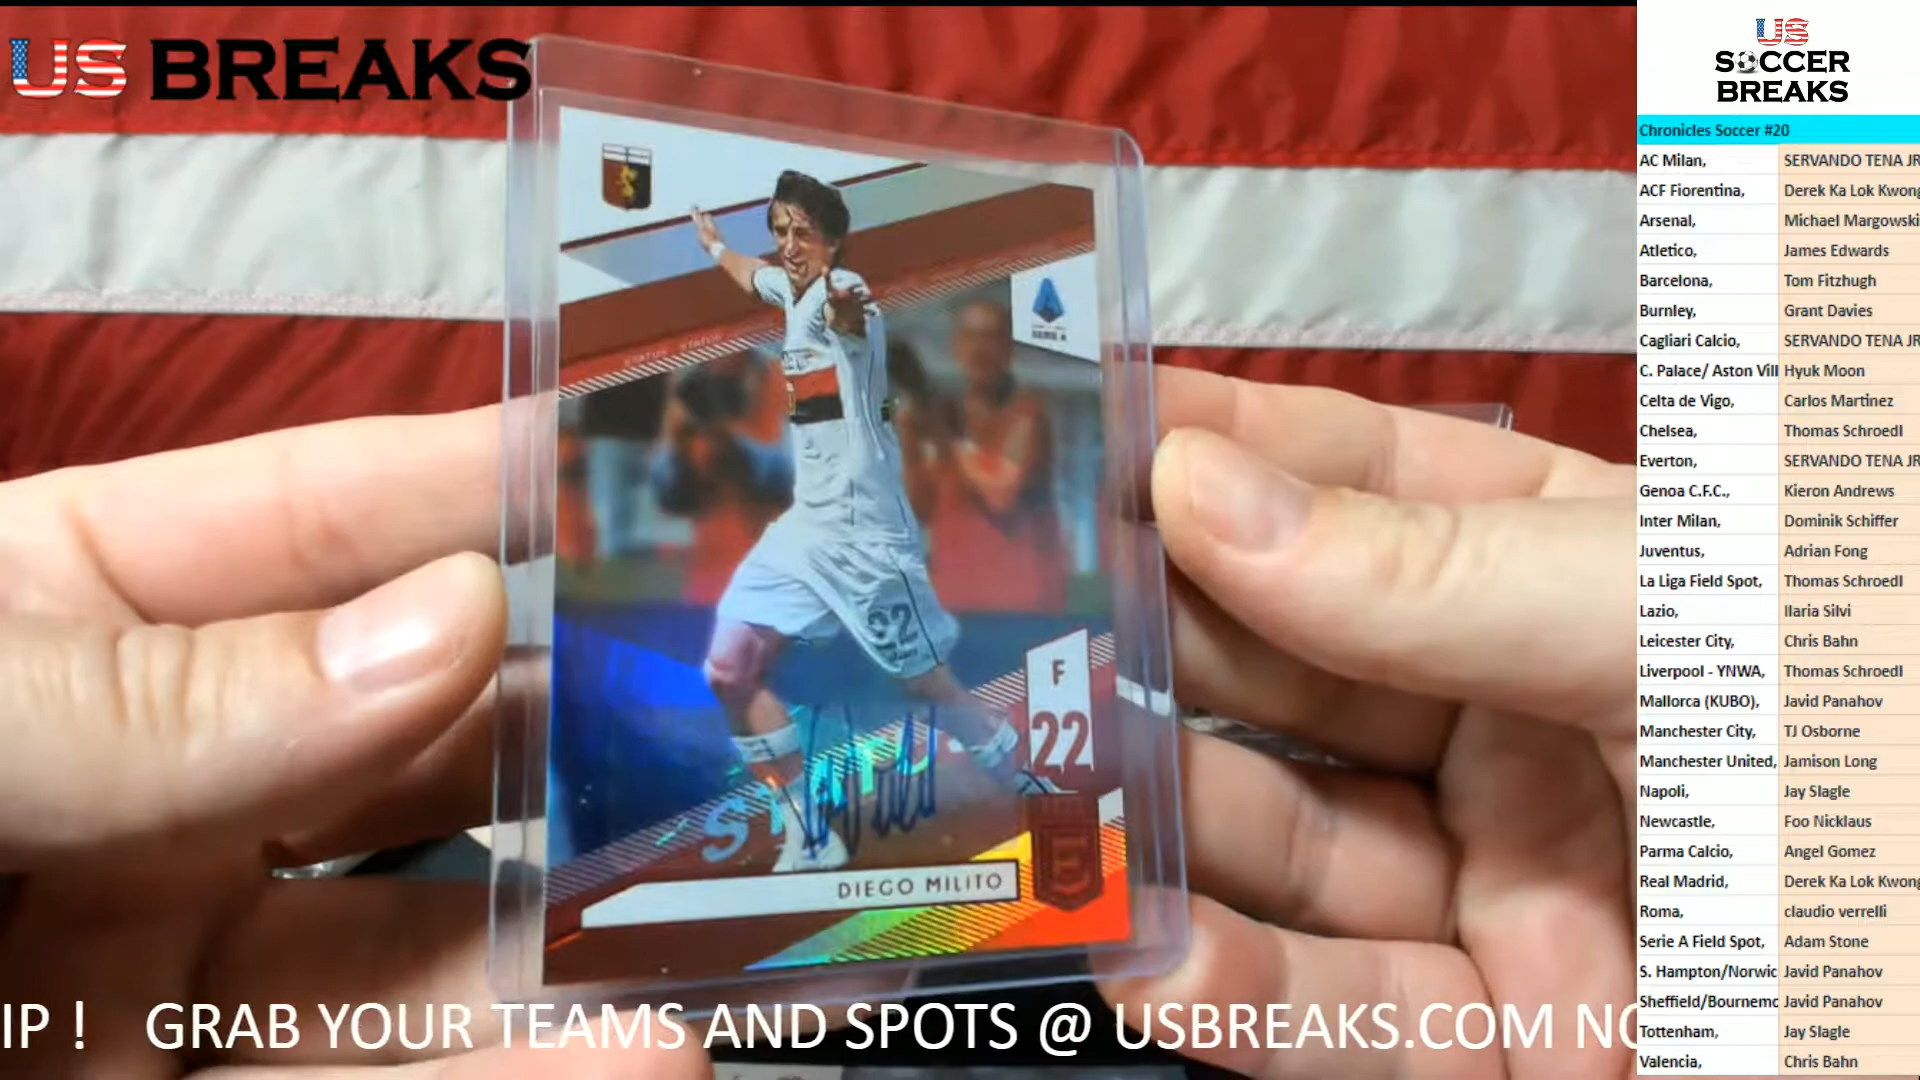 US BREAKS
SERIE A
STATUS STATUS
22
F
22
STATUS
DIEGO MILITO
E
IP ! GRAB YOUR TEAMS AND SPOTS @ USBREAKS.COM NO
US
SOCCER
BREAKS
Chronicles Soccer #20
AC Milan, SERVANDO TENA JR
ACF Fiorentina, Derek Ka Lok Kwong
Arsenal, Michael Margowski
Atletico, James Edwards
Barcelona, Tom Fitzhugh
Burnley, Grant Davies
Cagliari Calcio, SERVANDO TENA JR
C. Palace/ Aston Vill Hyuk Moon
Celta de Vigo, Carlos Martinez
Chelsea, Thomas Schroedl
Everton, SERVANDO TENA JR
Genoa C.F.C., Kieron Andrews
Inter Milan, Dominik Schiffer
Juventus, Adrian Fong
La Liga Field Spot, Thomas Schroedl
Lazio, Ilaria Silvi
Leicester City, Chris Bahn
Liverpool - YNWA, Thomas Schroedl
Mallorca (KUBO), Javid Panahov
Manchester City, TJ Osborne
Manchester United, Jamison Long
Napoli, Jay Slagle
Newcastle, Foo Nicklaus
Parma Calcio, Angel Gomez
Real Madrid, Derek Ka Lok Kwong
Roma, claudio verrelli
Serie A Field Spot, Adam Stone
S. Hampton/Norwic Javid Panahov
Sheffield/Bournemo Javid Panahov
Tottenham, Jay Slagle
Valencia, Chris Bahn